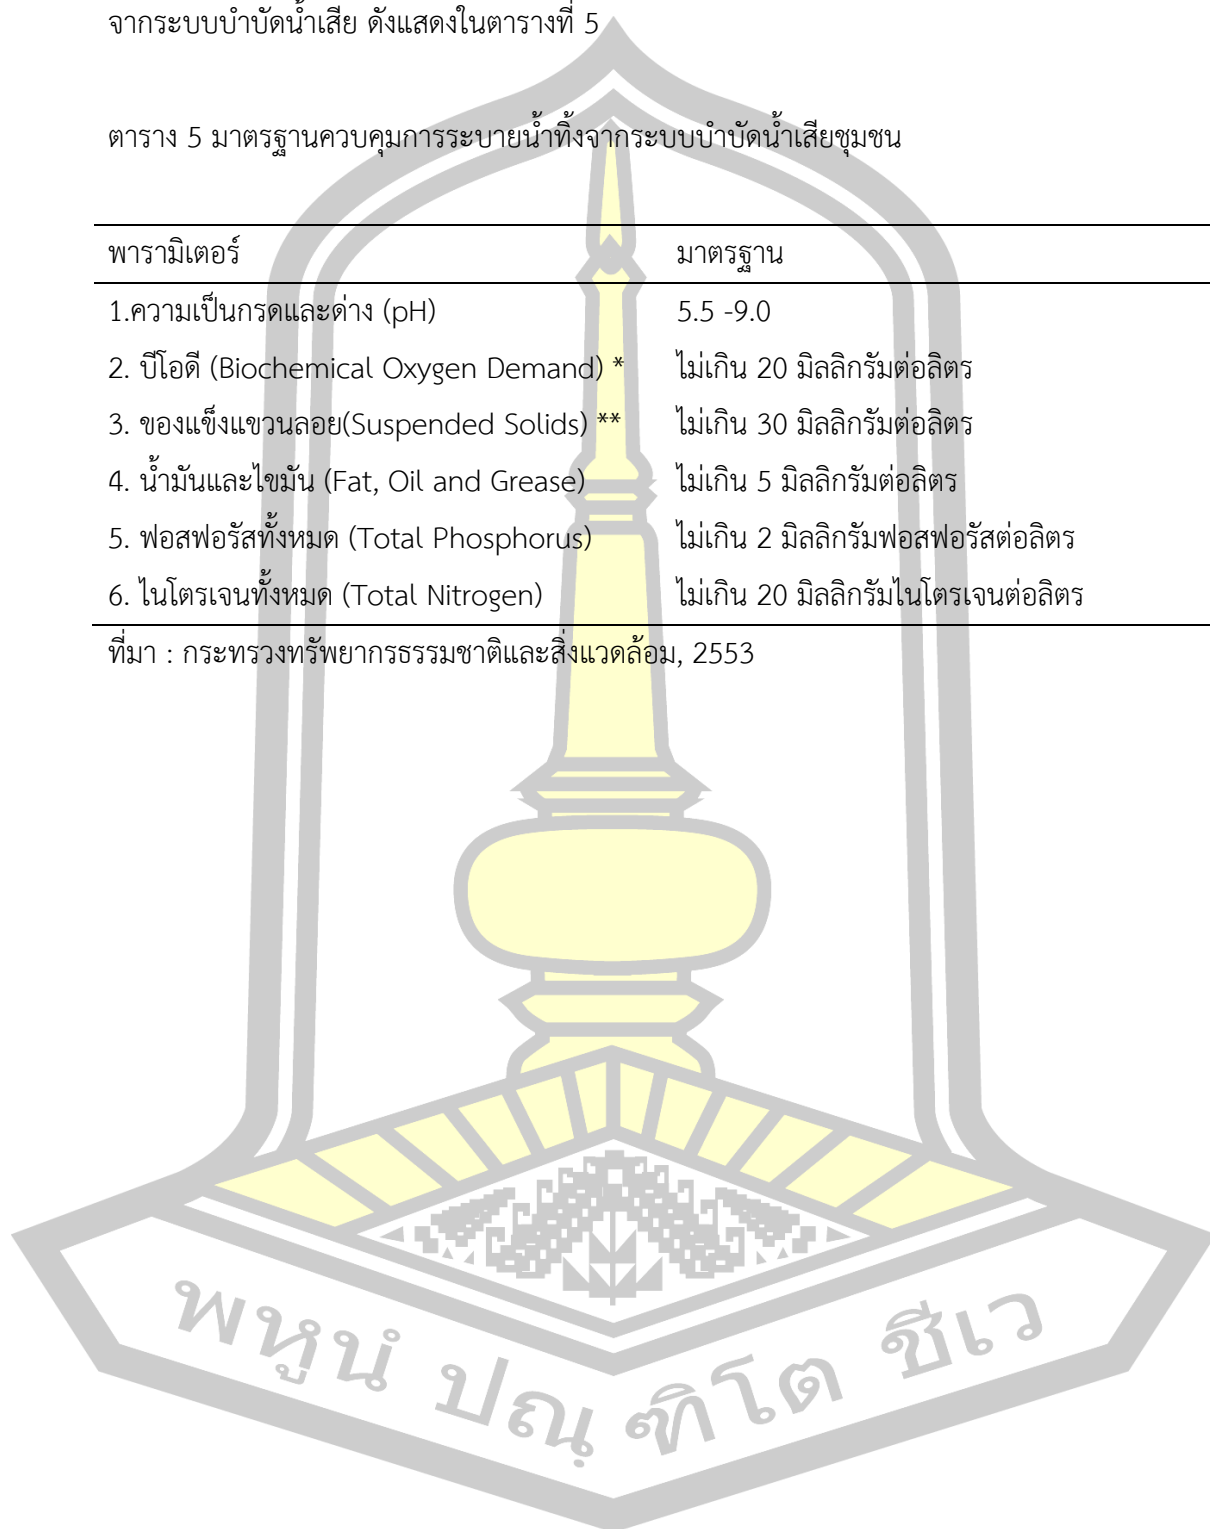 จากระบบบำบัดน้ำเสีย ดังแสดงในตารางที่ 5
ตาราง 5 มาตรฐานควบคุมการระบายน้ำทิ้งจากระบบบำบัดน้ำเสียชุมชน
พารามิเตอร์ มาตรฐาน
1.ความเป็นกรดและด่าง (pH) 5.5 -9.0
2. บีโอดี (Biochemical Oxygen Demand) * ไม่เกิน 20 มิลลิกรัมต่อลิตร
3. ของแข็งแขวนลอย(Suspended Solids) ** ไม่เกิน 30 มิลลิกรัมต่อลิตร
4. น้ำมันและไขมัน (Fat, Oil and Grease) ไม่เกิน 5 มิลลิกรัมต่อลิตร
5. ฟอสฟอรัสทั้งหมด (Total Phosphorus) ไม่เกิน 2 มิลลิกรัมฟอสฟอรัสต่อลิตร
6. ไนโตรเจนทั้งหมด (Total Nitrogen) ไม่เกิน 20 มิลลิกรัมไนโตรเจนต่อลิตร
ที่มา : กระทรวงทรัพยากรธรรมชาติและสิ่งแวดล้อม, 2553
พหูนํ ปณฺฑิโต ชีเว